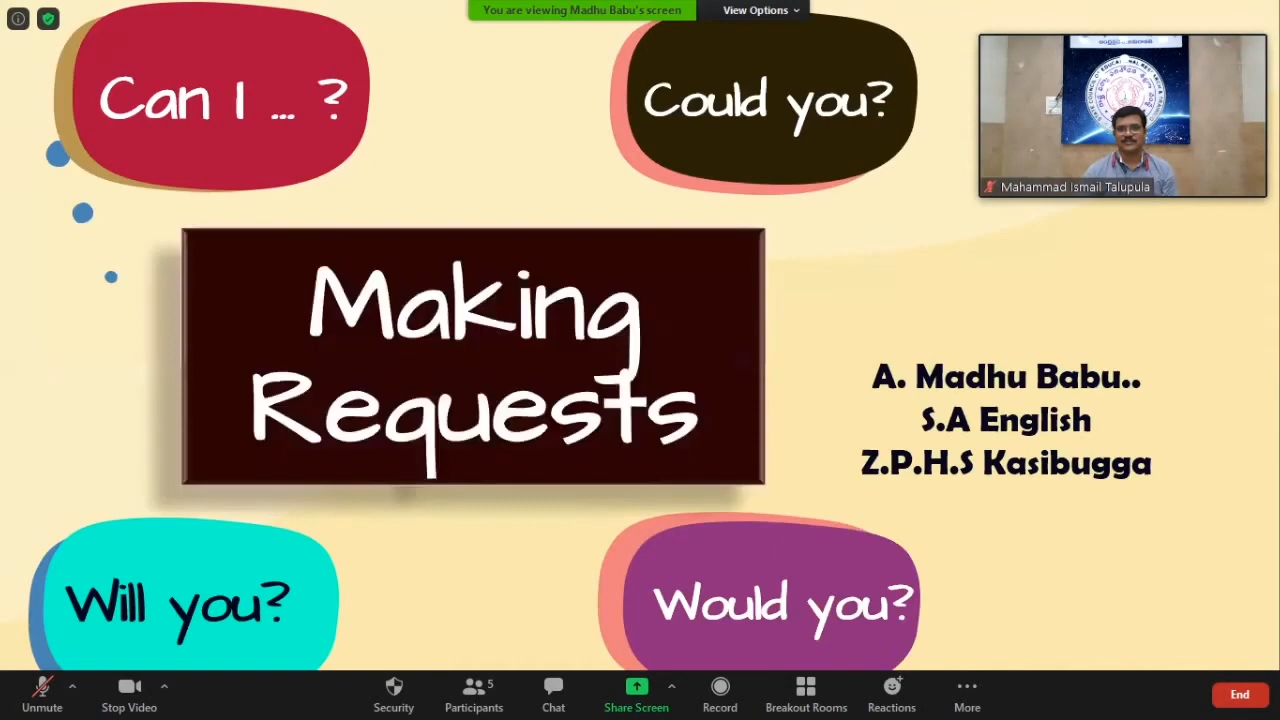 You are viewing Madhu Babu's screen
View Options
Can I ... ?
Could you?
Mahammad Ismail Talupula
Making
Requests
A. Madhu Babu..
S.A English
Z.P.H.S Kasibugga
Will you?
Would you?
Unmute
Stop Video
Security
5
Participants
Chat
Share Screen
Record
Breakout Rooms
Reactions
More
End